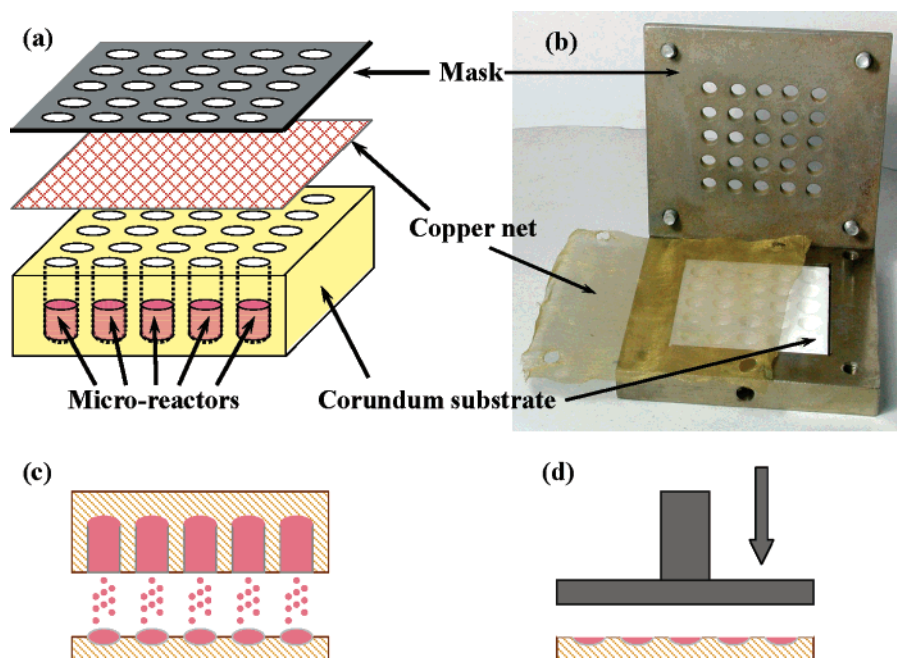 (a)
(b)
Mask
Copper net
Micro-reactors
Corundum substrate
(c)
(d)